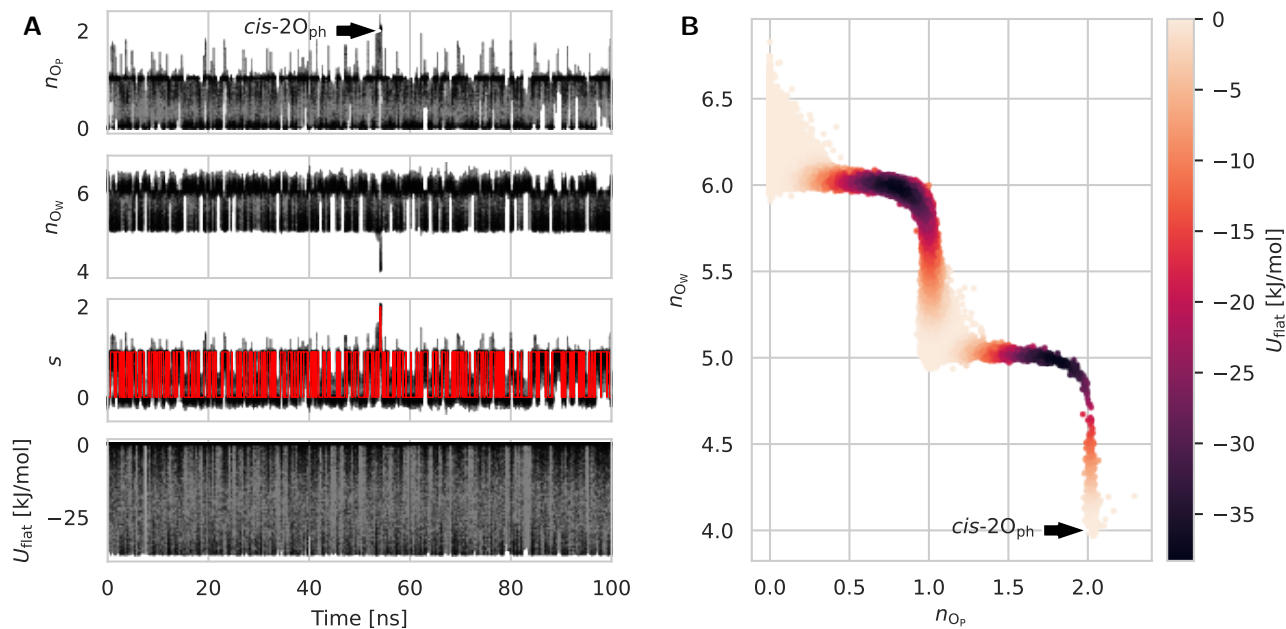 A
cis-2Oph
nOP
2
0
nOW
6
4
s
2
0
Uflat [kJ/mol]
0
−25
0 20 40 60 80 100
Time [ns]
B
nOW
6.5
6.0
5.5
5.0
4.5
4.0
cis-2Oph
0.0 0.5 1.0 1.5 2.0
nOP
0
−5
−10
−15
−20
−25
−30
−35
Uflat [kJ/mol]